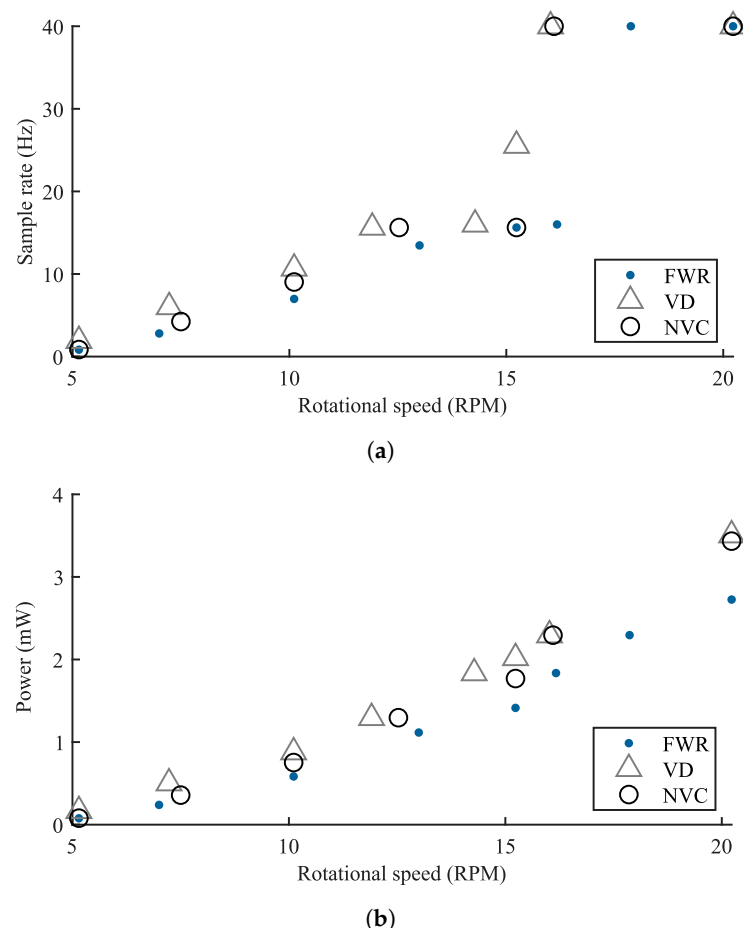 40
30
20
10
0
Sample rate (Hz)
5
10
15
20
Rotational speed (RPM)
FWR
VD
NVC
(a)
4
3
2
1
0
Power (mW)
5
10
15
20
Rotational speed (RPM)
FWR
VD
NVC
(b)